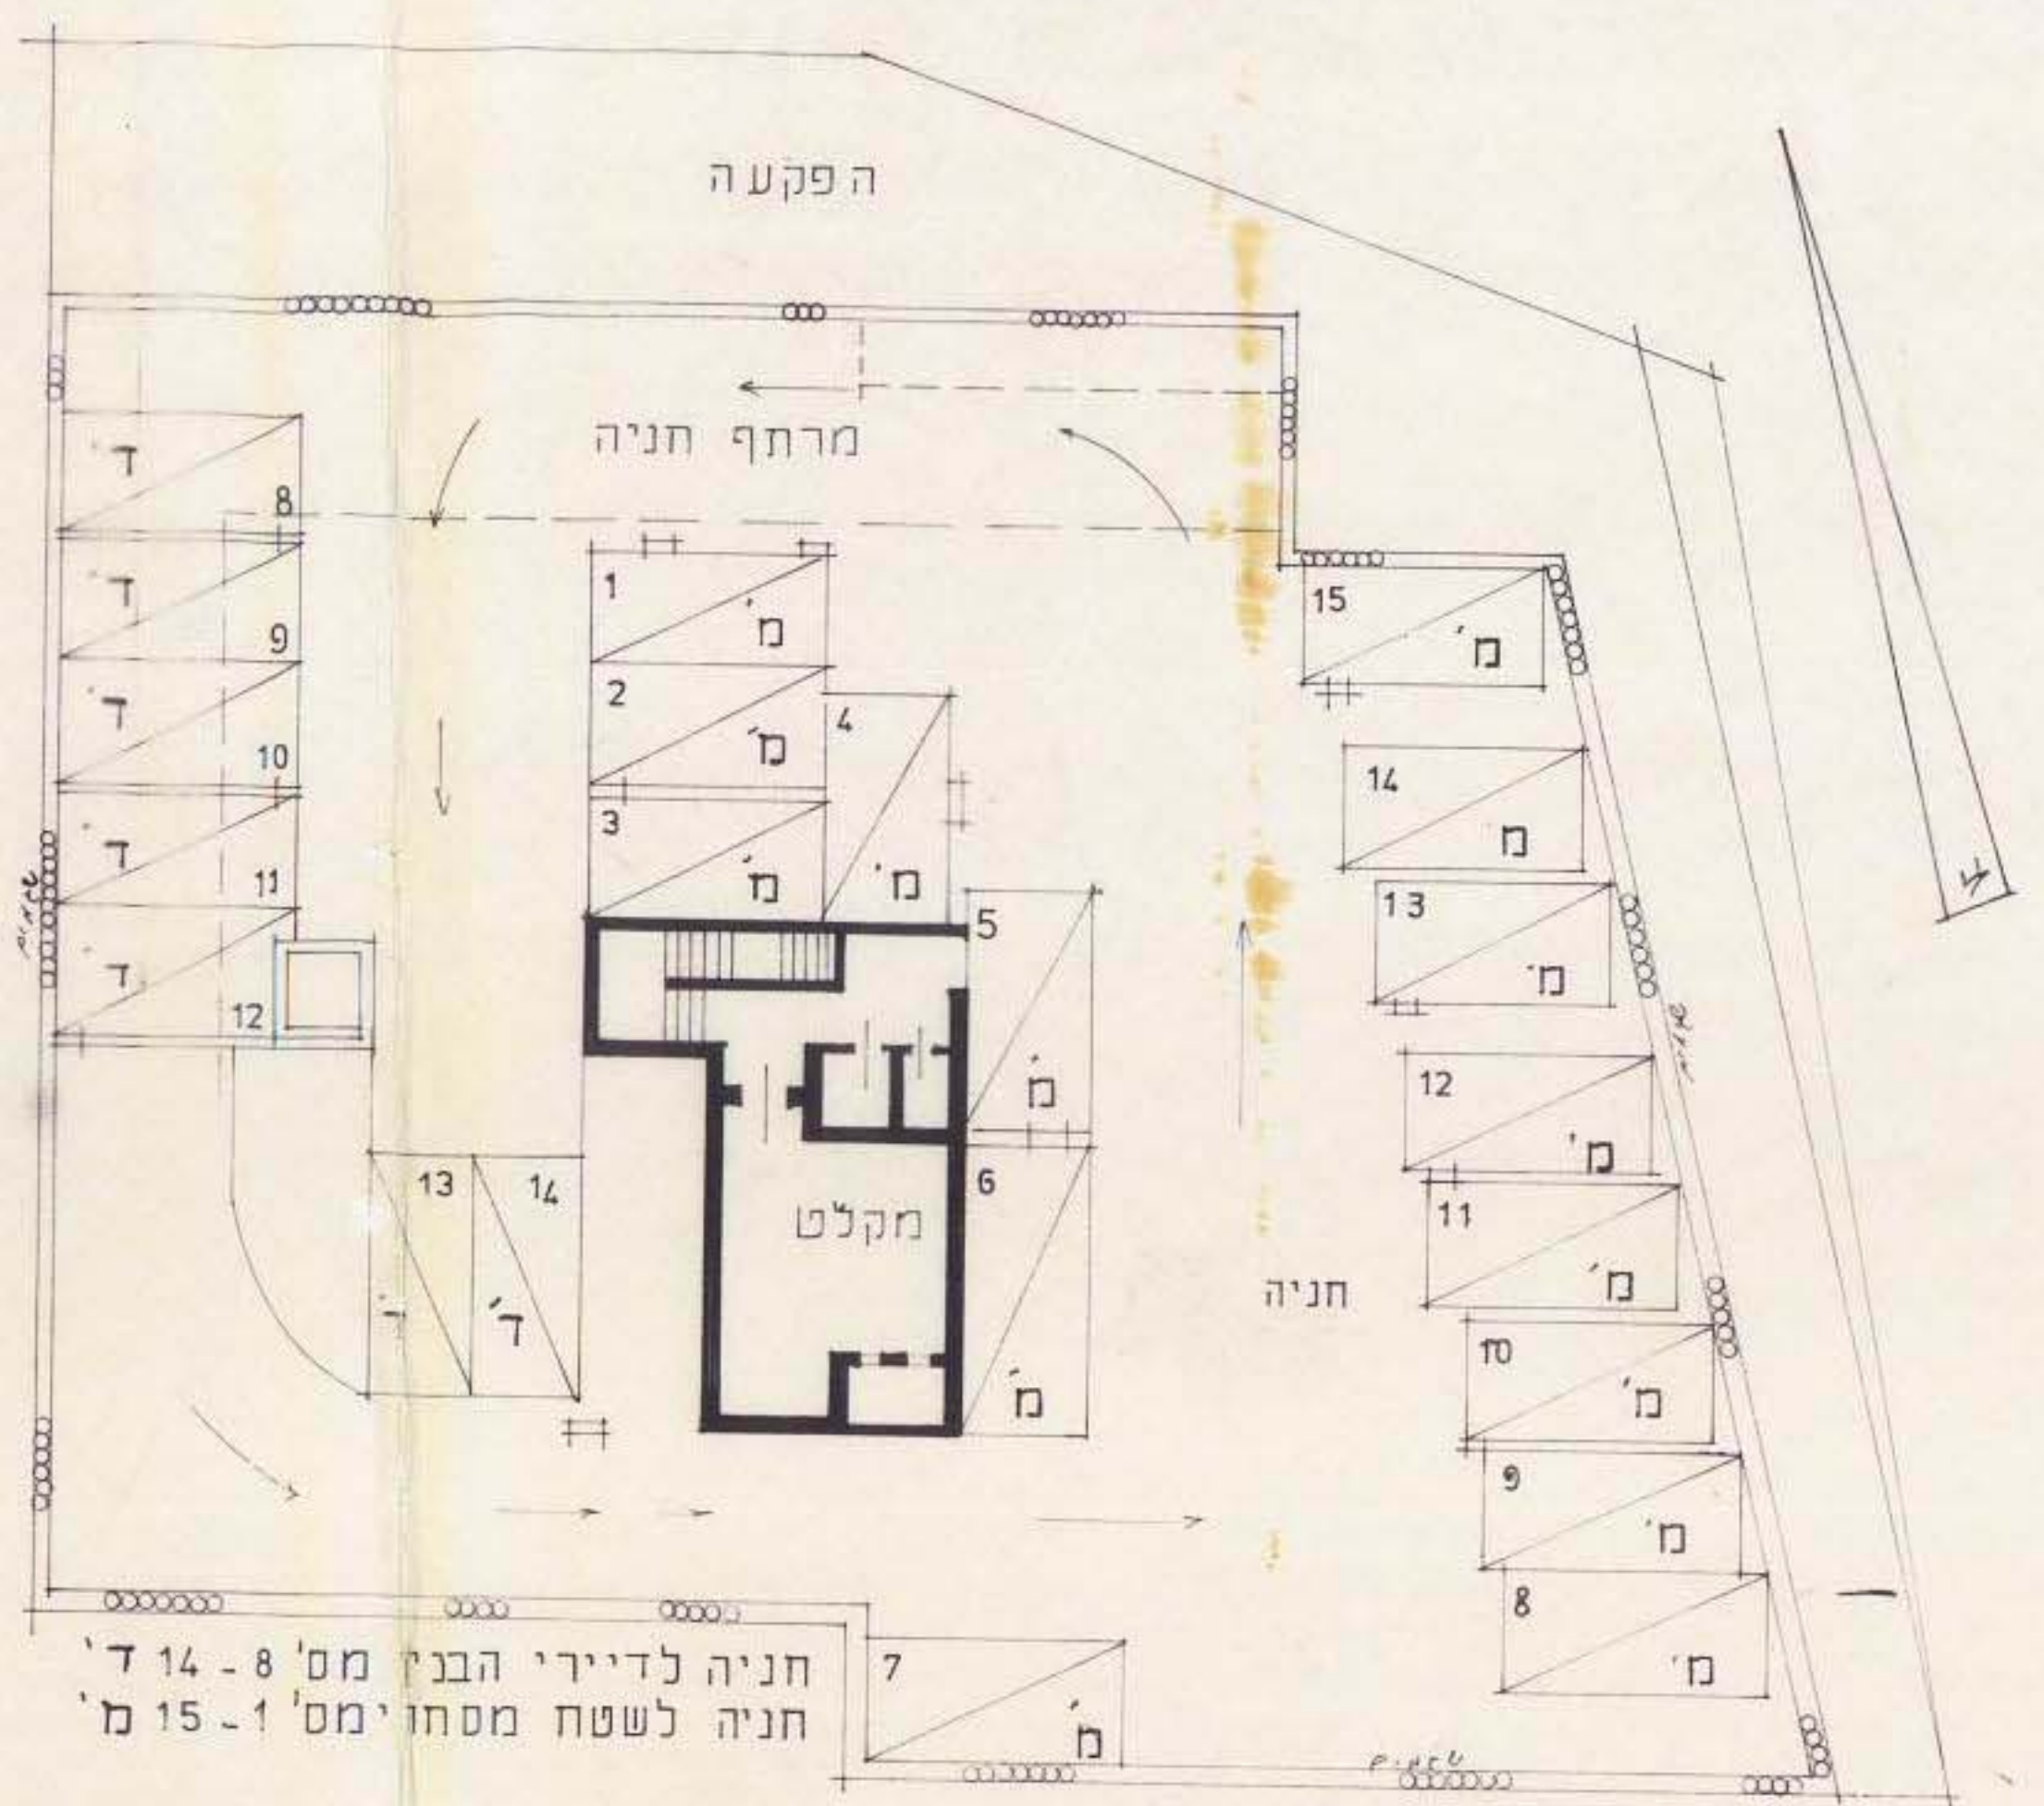 הפקעה
מרתף חניה
ד' 8
ד' 9
ד' 10
ד' 11
ד' 12
1 מ'
2 מ'
3 מ'
4 מ'
5 מ'
6 מ'
15 מ'
14 מ
13 מ'
12 מ'
11 מ'
10 מ'
9 מ'
8 מ'
13 ד'
14 ד'
מקלט
חניה
7 מ'
חניה לדיירי הבנין מס' 8 - 14 ד'
חניה לשטח מסחרי מס' 1 - 15 מ'